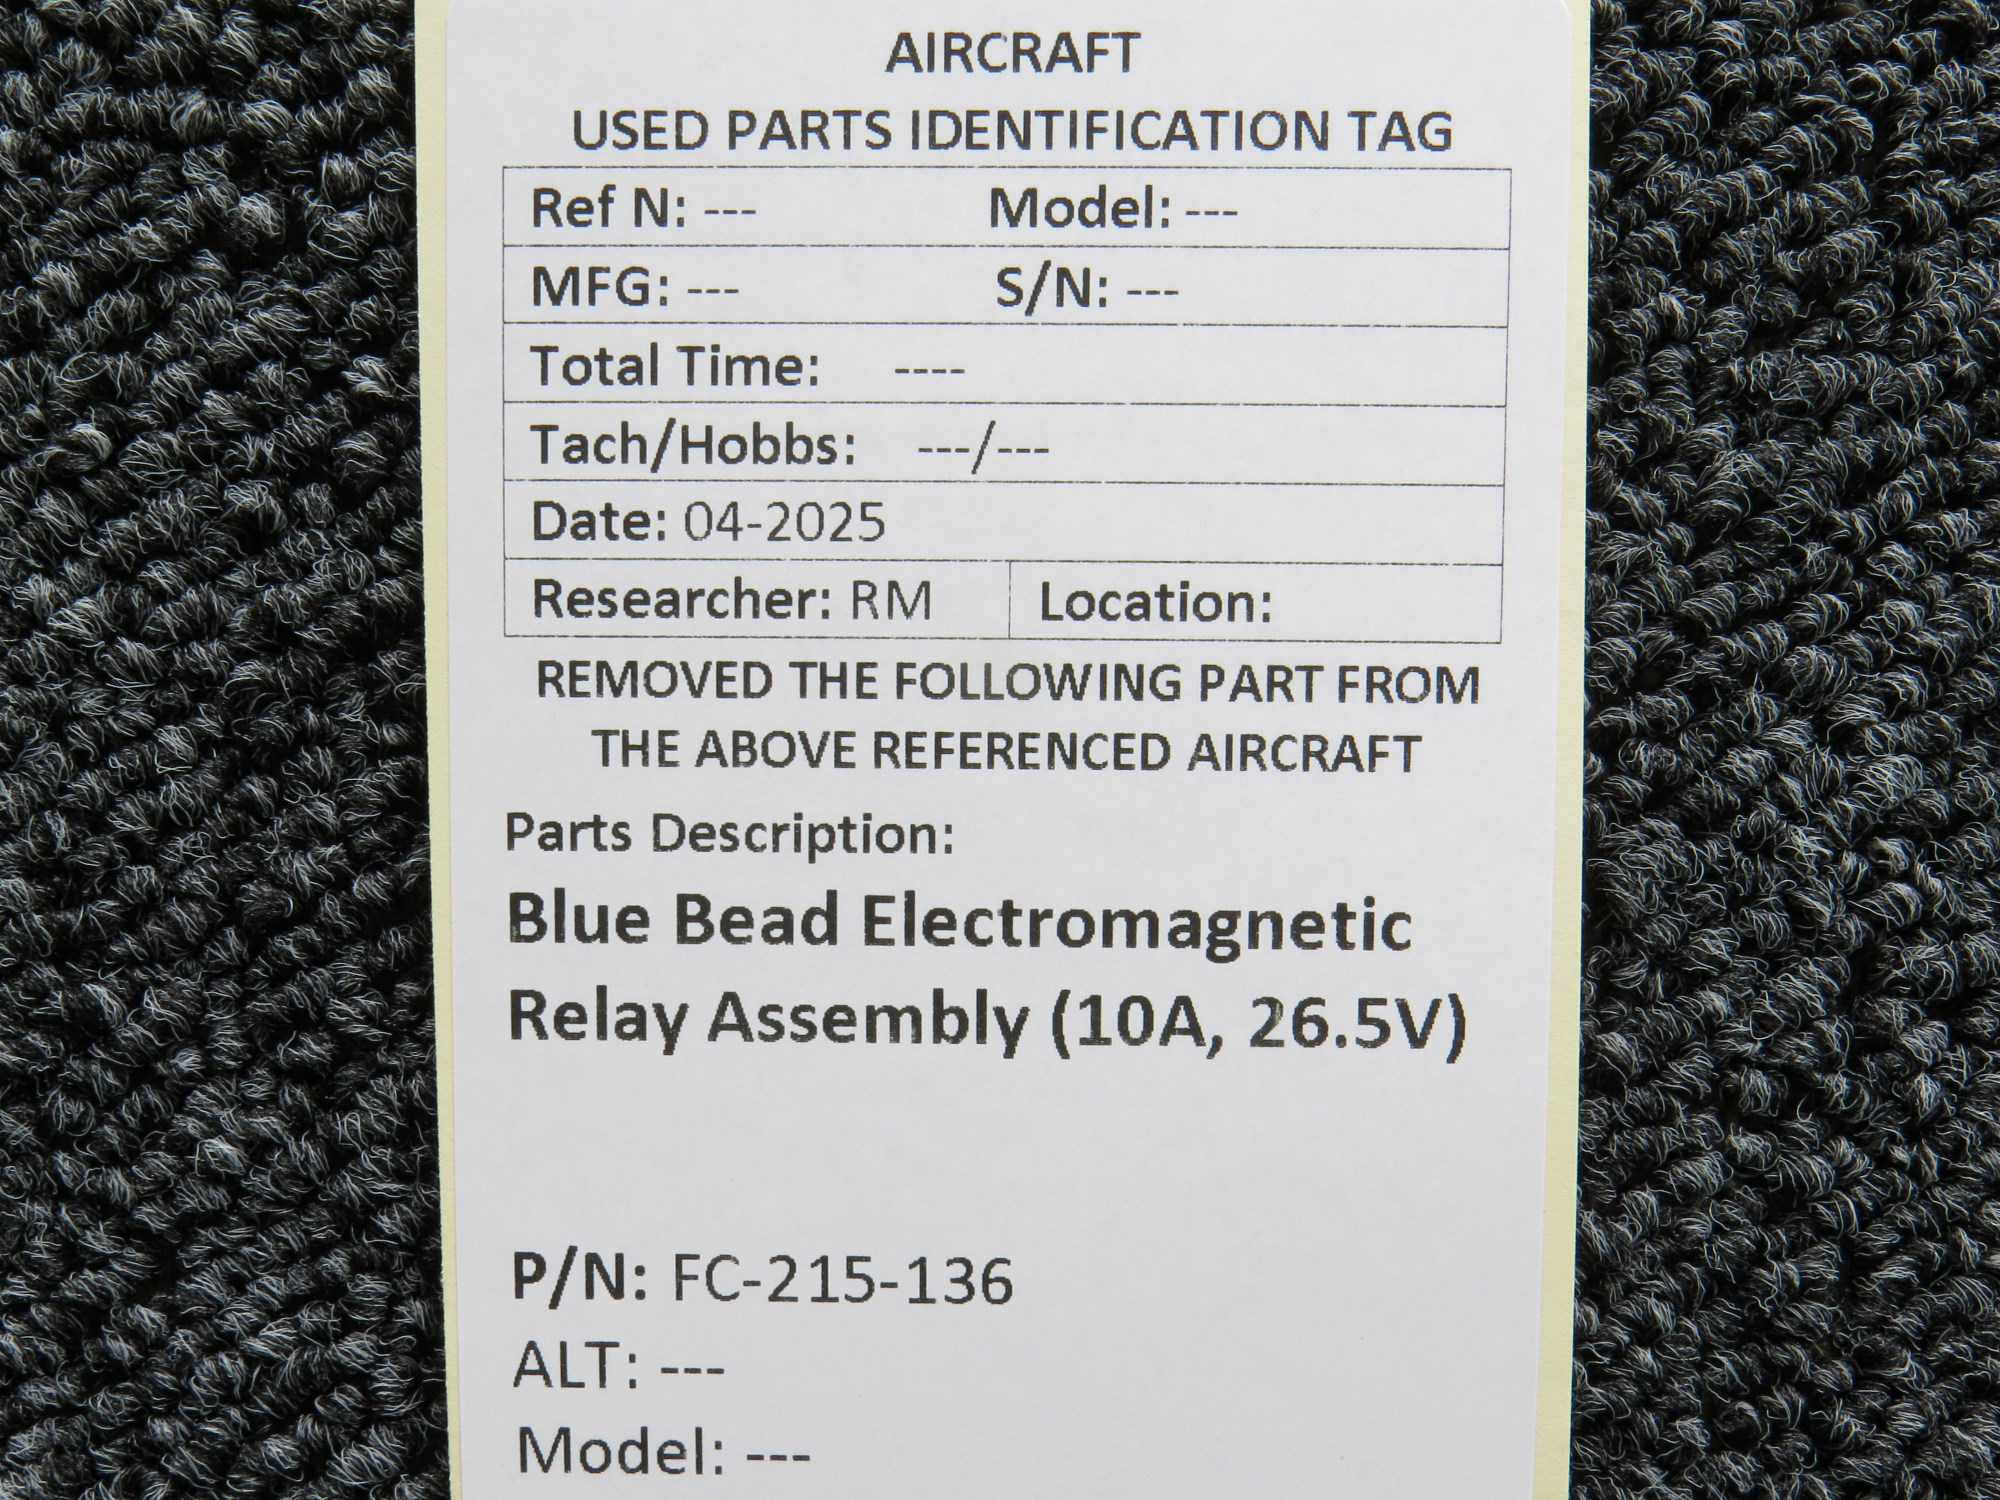 AIRCRAFT
USED PARTS IDENTIFICATION TAG
Ref N: --- Model: ---
MFG: --- S/N: ---
Total Time: ----
Tach/Hobbs: ---/---
Date: 04-2025
Researcher: RM Location:
REMOVED THE FOLLOWING PART FROM
THE ABOVE REFERENCED AIRCRAFT
Parts Description:
Blue Bead Electromagnetic
Relay Assembly (10A, 26.5V)
P/N: FC-215-136
ALT: ---
Model: ---